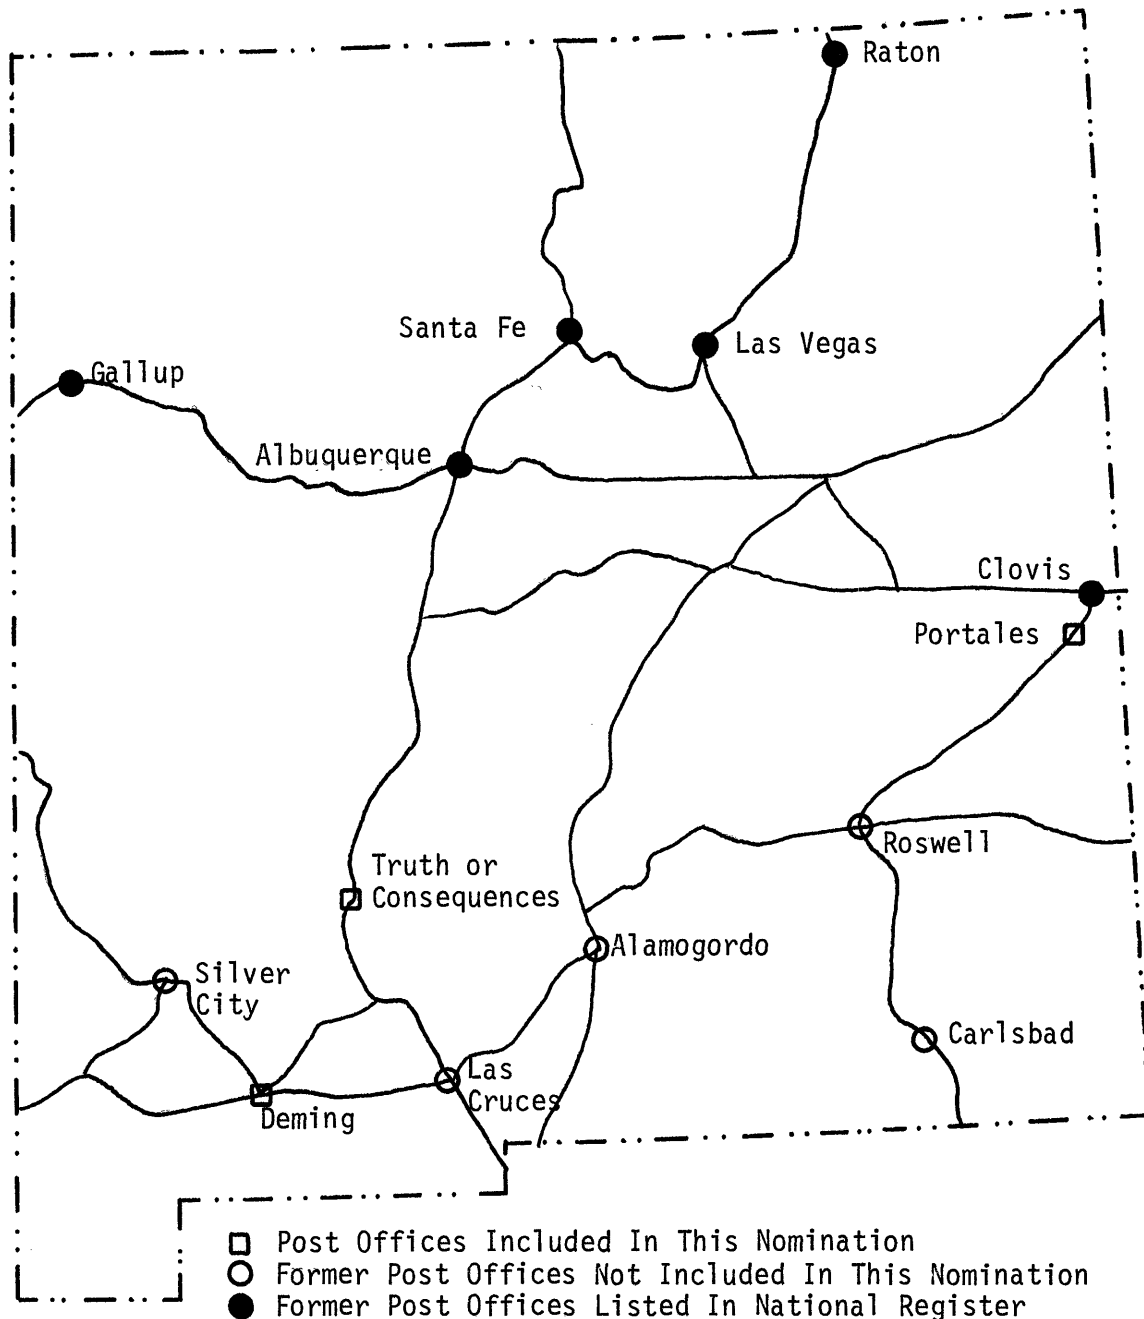 Raton
Santa Fe
Las Vegas
Gallup
Albuquerque
Clovis
Portales
Roswell
Truth or
Consequences
Alamogordo
Silver
City
Carlsbad
Las
Cruces
Deming
Post Offices Included In This Nomination
Former Post Offices Not Included In This Nomination
Former Post Offices Listed In National Register